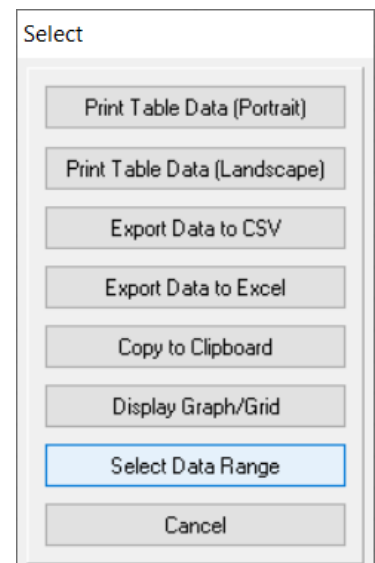 Select
Print Table Data (Portrait)
Print Table Data (Landscape)
Export Data to CSV
Export Data to Excel
Copy to Clipboard
Display Graph/Grid
Select Data Range
Cancel